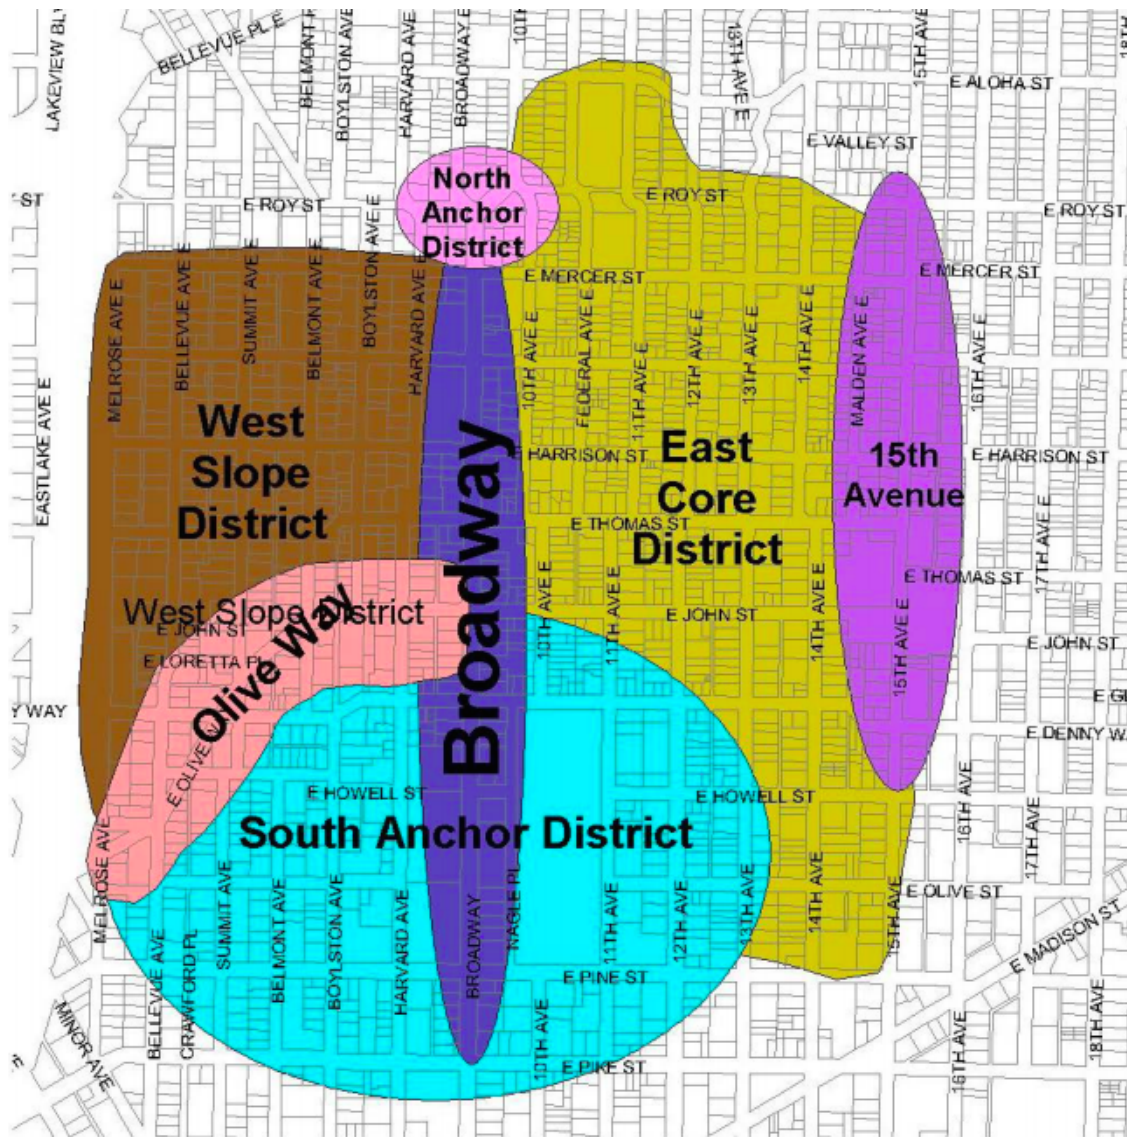 LAKEVIEW BL
BELLEVUE PL E
BELMONT A
BOYLSTON AVE
HARVARD AVE
BROADWAY E
10TH
13TH AVE E
15TH AVE
18TH
E ALOHA ST
E VALLEY ST
ST
E ROY ST
North
Anchor
District
E ROY ST
E ROY ST
E MERCER ST
E MERCER ST
MELROSE AVE E
BELLEVUE AVE E
SUMMIT AVE
BELMONT AVE E
BOYLSTON AVE E
HARVARD AVE E
10TH AVE E
FEDERAL AVE E
11TH AVE E
12TH AVE E
13TH AVE E
14TH AVE E
MALDEN AVE E
16TH AVE E
EASTLAKE AVE E
West
Slope
District
Broadway
East
Core
District
15th
Avenue
E HARRISON ST
E HARRISON ST
E THOMAS ST
E THOMAS ST
17TH AVE E
West Slope District
E JOHN ST
E JOHN ST
E JOHN ST
E LORETTA PL
Olive Way
10TH AVE E
11TH AVE E
14TH AVE E
15TH AVE E
Y WAY
E OLIVE W
E G
E DENNY WA
E HOWELL ST
E HOWELL ST
South Anchor District
MELROSE AVE
BELLEVUE AVE
CRAWFORD PL
SUMMIT AVE
BELMONT AVE
BOYLSTON AVE
HARVARD AVE
BROADWAY
NAGLE PL
11TH AVE
12TH AVE
13TH AVE
14TH AVE
15TH AVE
16TH AVE
17TH AVE
E OLIVE ST
E MADISON ST
E PINE ST
MINOR AVE
10TH AVE
E PIKE ST
16TH AVE
18TH AVE
E